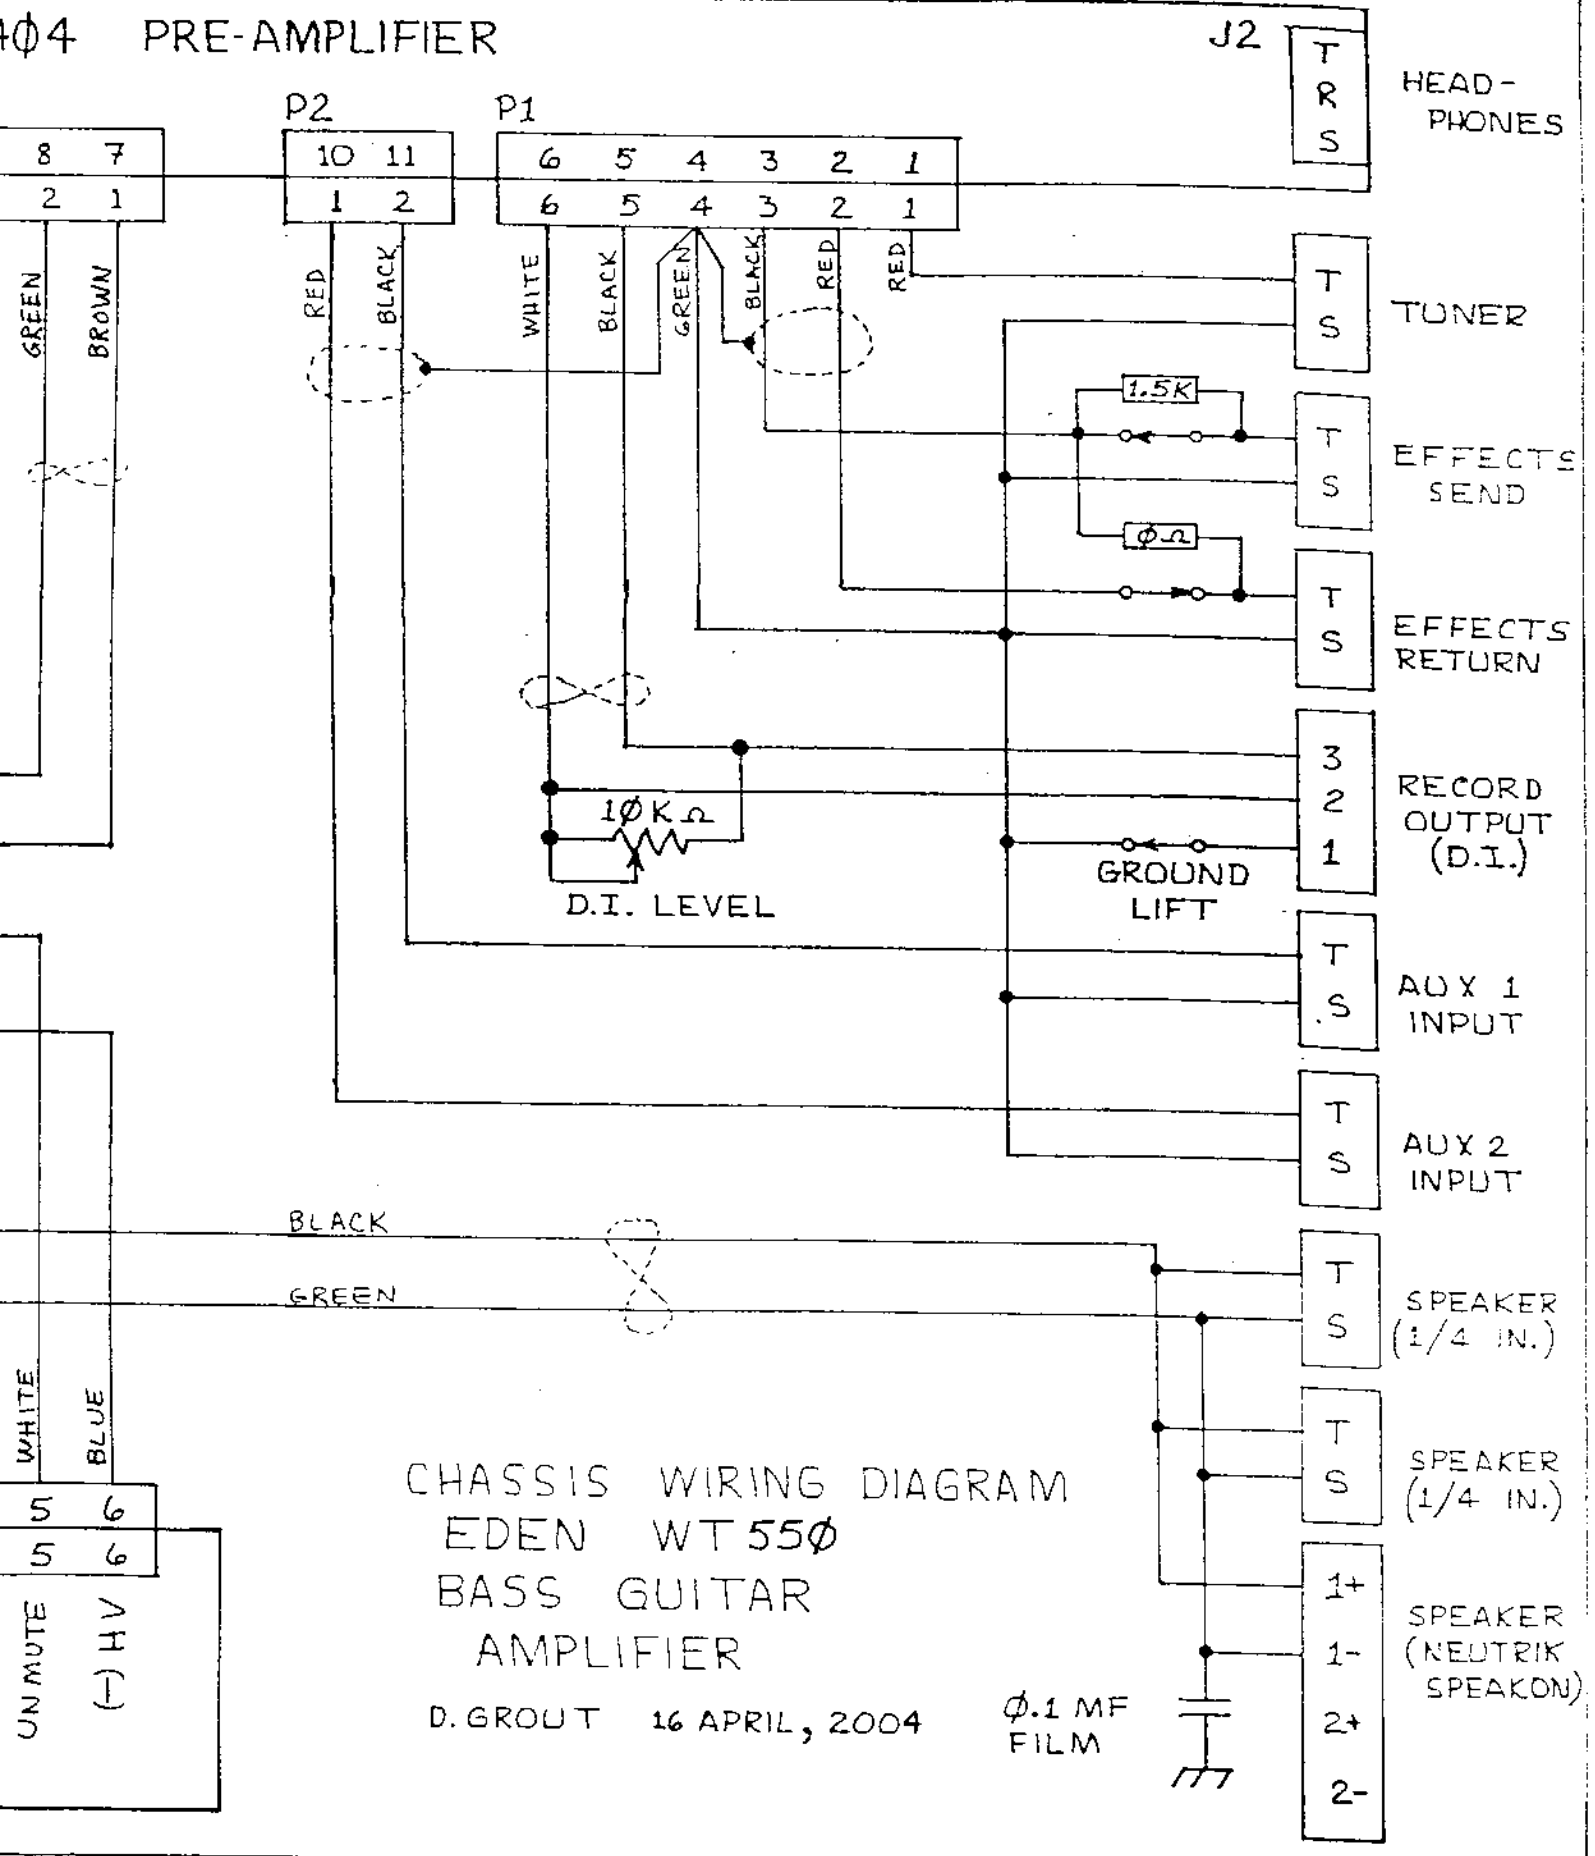 4φ4 PRE-AMPLIFIER
J2
T
R
S
HEAD-
PHONES
P2
P1
8 7
2 1
10 11
1 2
6 5 4 3 2 1
6 5 4 3 2 1
GREEN
BROWN
RED
BLACK
WHITE
BLACK
GREEN
BLACK
RED
RED
T
S
TUNER
1.5K
T
S
EFFECTS
SEND
φΩ
T
S
EFFECTS
RETURN
3
2
1
RECORD
OUTPUT
(D.I.)
1φKΩ
D.I. LEVEL
GROUND
LIFT
T
S
AUX 1
INPUT
T
S
AUX 2
INPUT
BLACK
GREEN
T
S
SPEAKER
(1/4 IN.)
WHITE
BLUE
T
S
SPEAKER
(1/4 IN.)
5 6
5 6
UNMUTE
(-) HV
CHASSIS WIRING DIAGRAM
EDEN WT 55φ
BASS GUITAR
AMPLIFIER
D. GROUT 16 APRIL, 2004
φ.1 MF
FILM
1+
1-
2+
2-
SPEAKER
(NEUTRIK
SPEAKON)